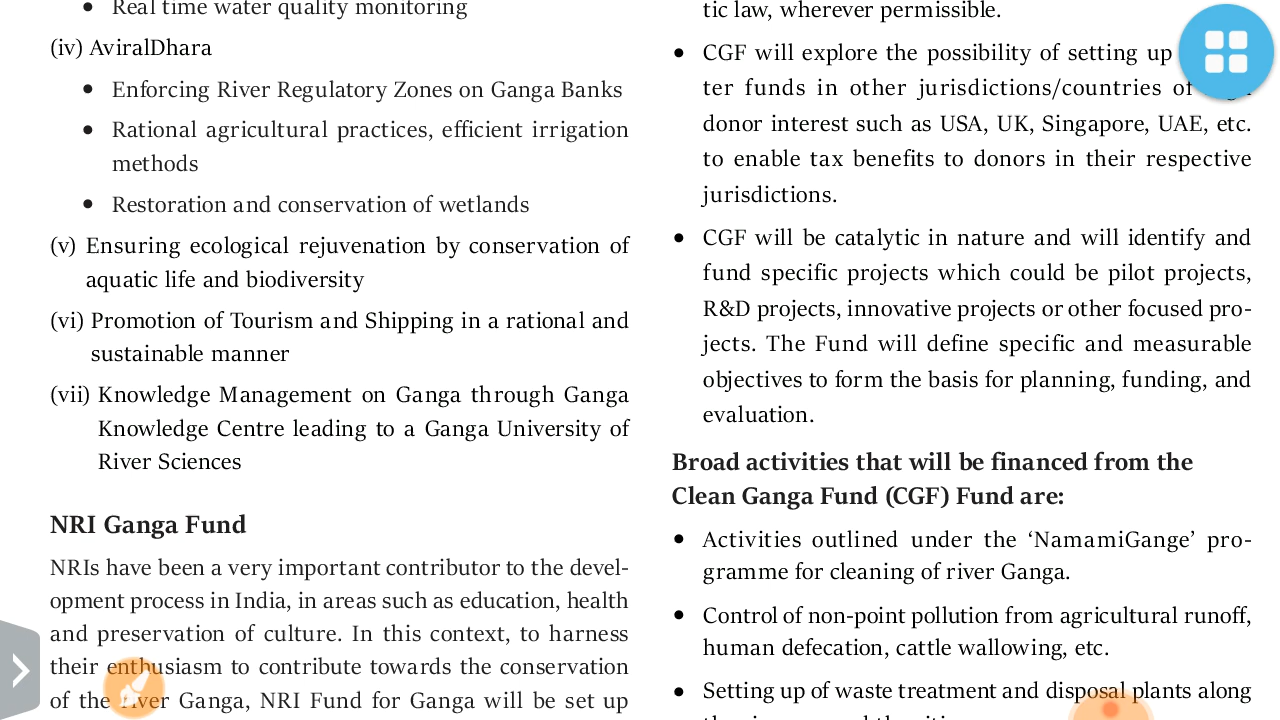 Real time water quality monitoring
(iv) AviralDhara
• Enforcing River Regulatory Zones on Ganga Banks
• Rational agricultural practices, efficient irrigation
methods
• Restoration and conservation of wetlands
(v) Ensuring ecological rejuvenation by conservation of
aquatic life and biodiversity
(vi) Promotion of Tourism and Shipping in a rational and
sustainable manner
(vii) Knowledge Management on Ganga through Ganga
Knowledge Centre leading to a Ganga University of
River Sciences
NRI Ganga Fund
NRIs have been a very important contributor to the devel-
opment process in India, in areas such as education, health
and preservation of culture. In this context, to harness
their enthusiasm to contribute towards the conservation
of the river Ganga, NRI Fund for Ganga will be set up
tic law, wherever permissible.
• CGF will explore the possibility of setting up
ter funds in other jurisdictions/countries of
donor interest such as USA, UK, Singapore, UAE, etc.
to enable tax benefits to donors in their respective
jurisdictions.
• CGF will be catalytic in nature and will identify and
fund specific projects which could be pilot projects,
R&D projects, innovative projects or other focused pro-
jects. The Fund will define specific and measurable
objectives to form the basis for planning, funding, and
evaluation.
Broad activities that will be financed from the
Clean Ganga Fund (CGF) Fund are:
• Activities outlined under the ‘NamamiGange’ pro-
gramme for cleaning of river Ganga.
• Control of non-point pollution from agricultural runoff,
human defecation, cattle wallowing, etc.
• Setting up of waste treatment and disposal plants along